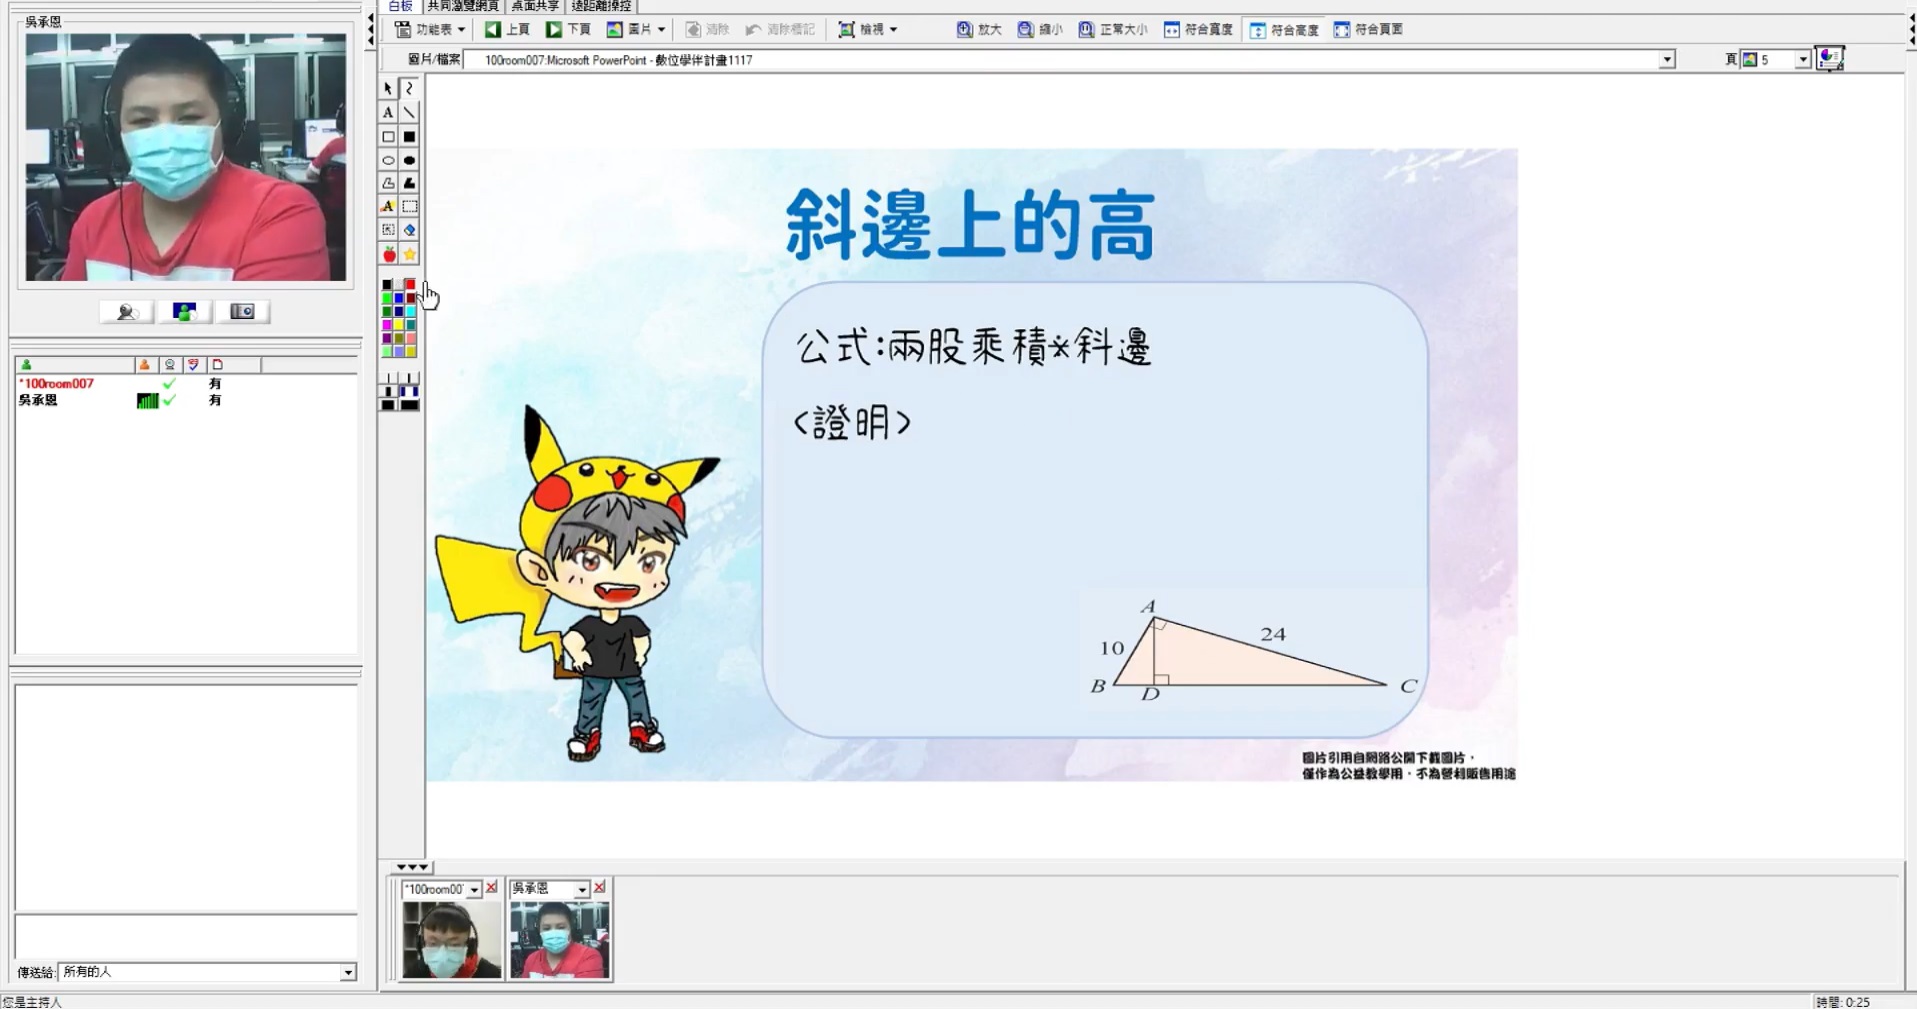 吳承恩
白板 共同瀏覽網頁 桌面共享 遠距離操控
功能表 上頁 下頁 圖片 清除 清除標記 檢視 放大 縮小 正常大小 符合寬度 符合高度 符合頁面
圖片/檔案 100room007:Microsoft PowerPoint - 數位學伴計畫1117 頁 5
斜邊上的高
公式:兩股乘積*斜邊
<證明>
*100room007 有
吳承恩 有
A
10 24
B D C
圖片引用自網路公開下載圖片，
僅作為公益教學用，不為營利販售用途
*100room00 吳承恩
傳送給: 所有的人
您是主持人 時間: 0:25